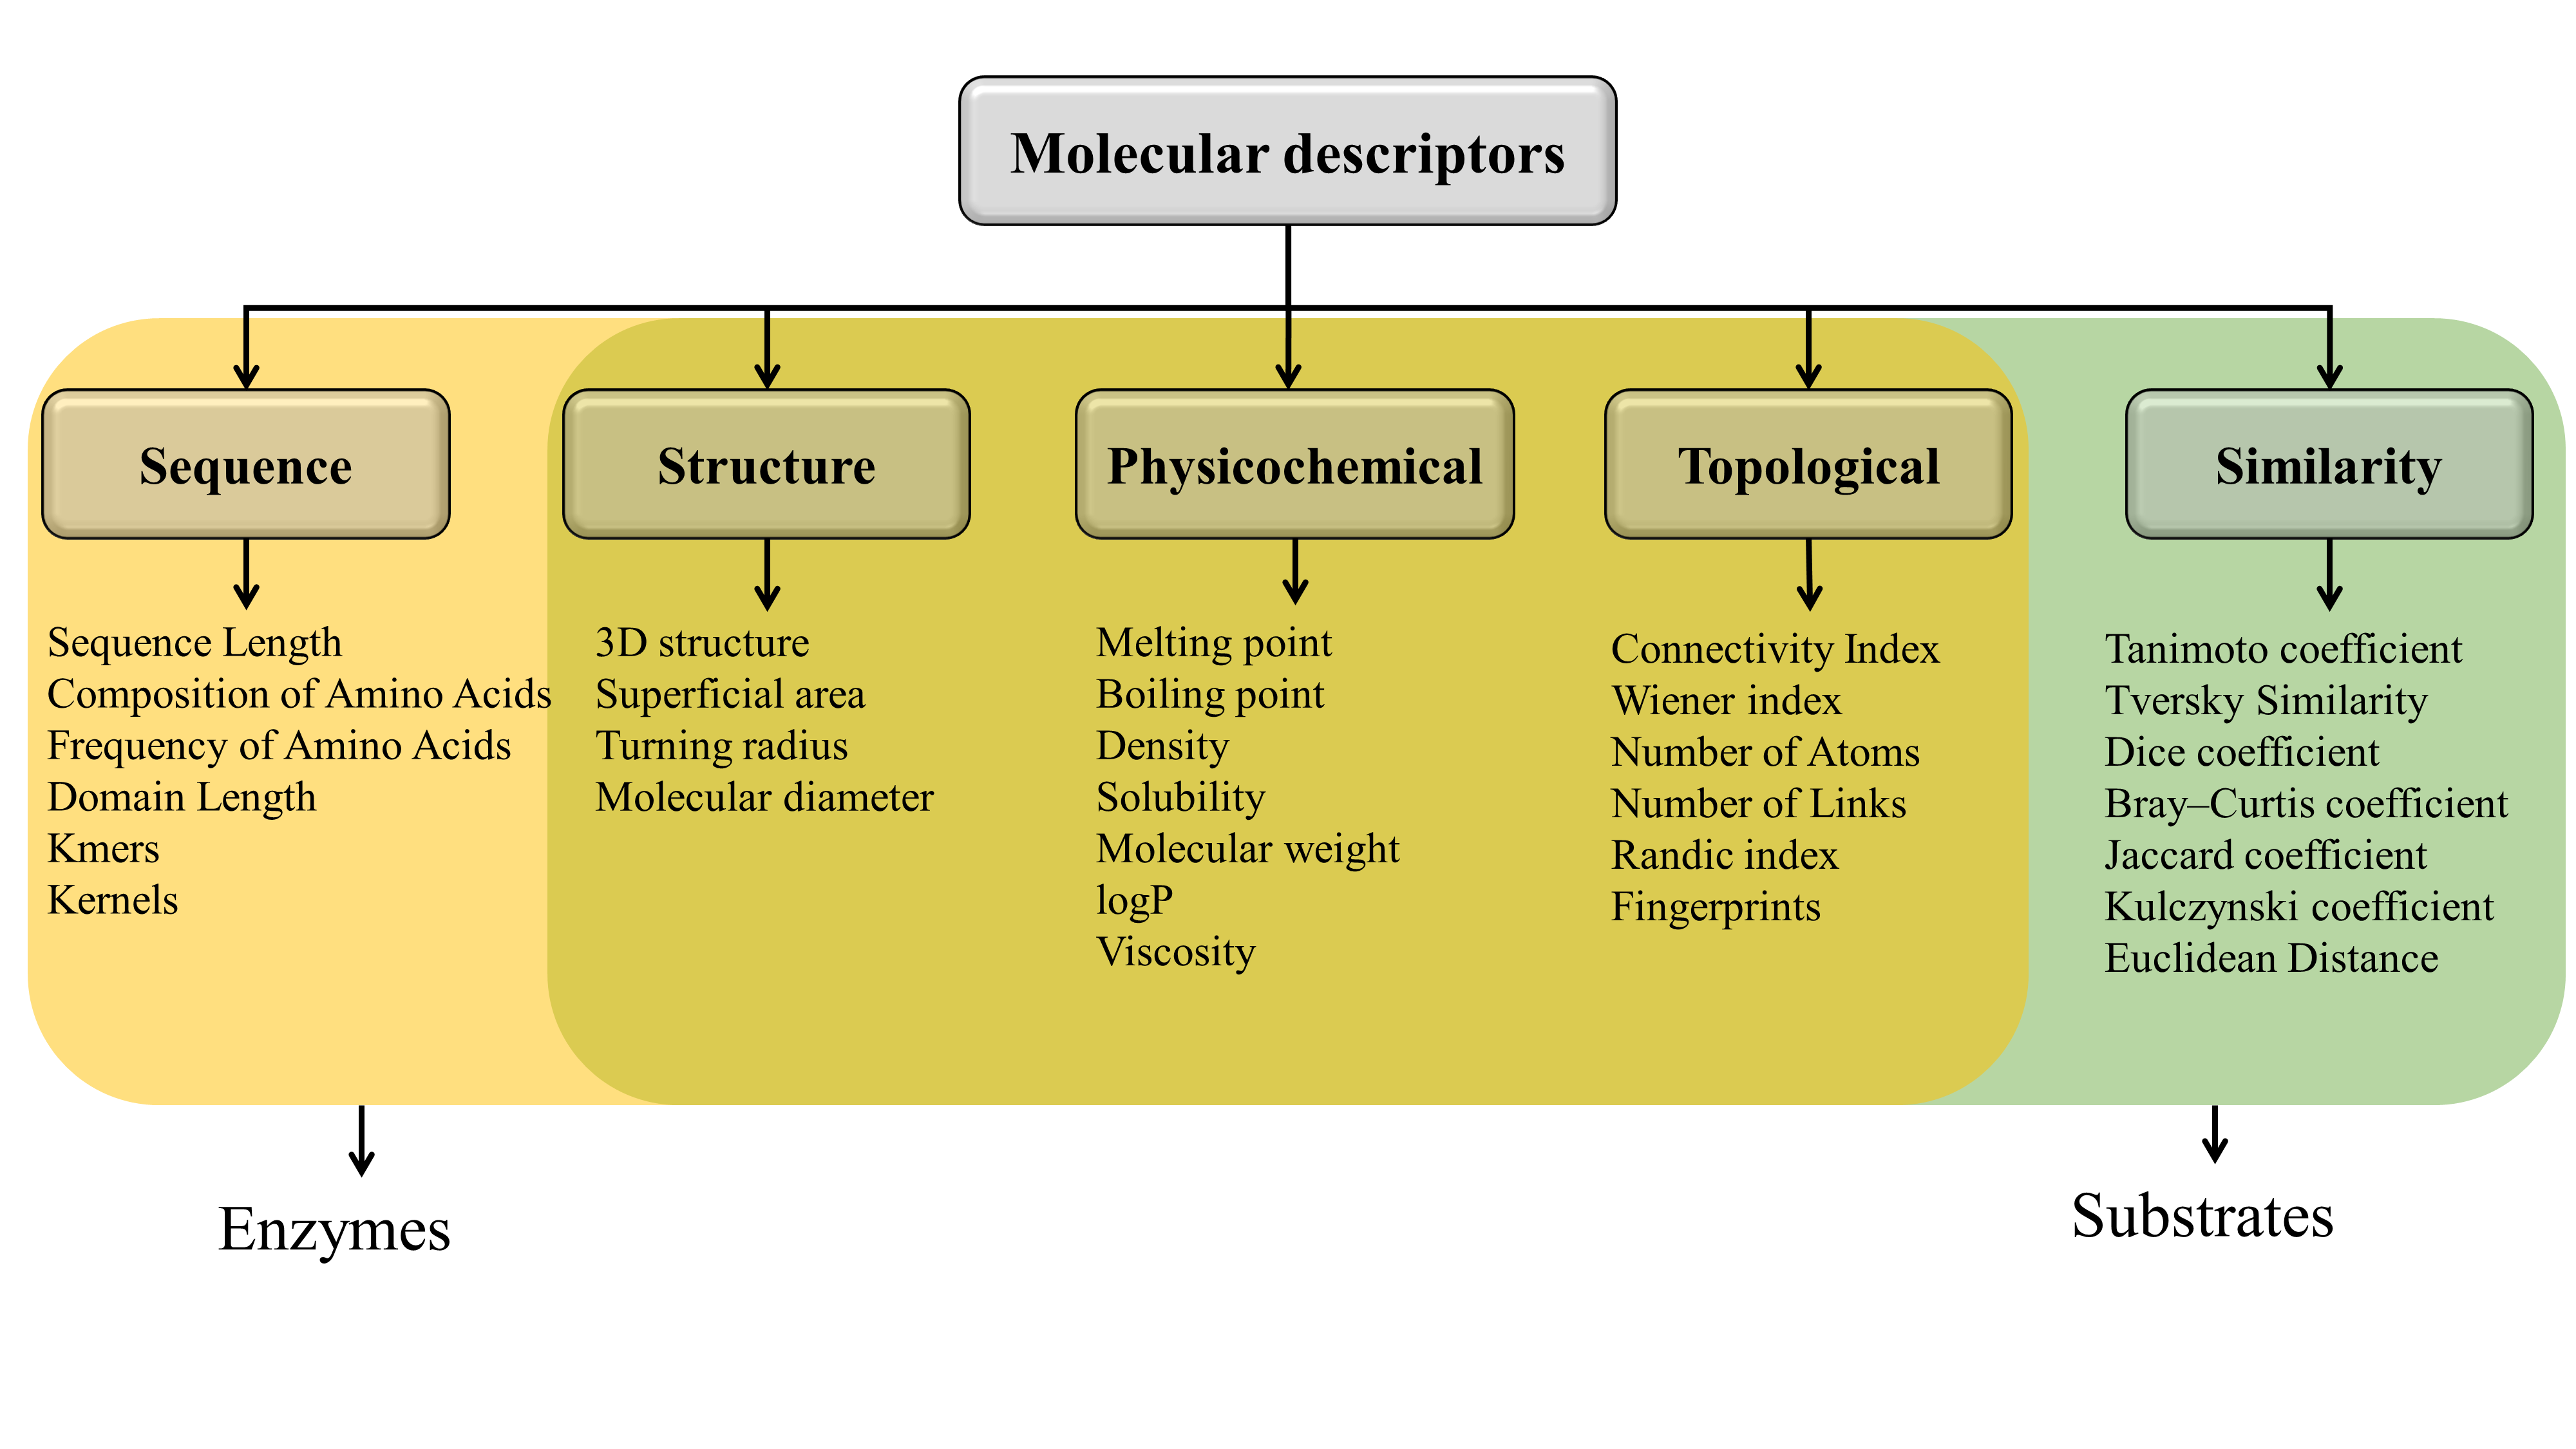 Molecular descriptors
Sequence
Structure
Physicochemical
Topological
Similarity
Sequence Length
Composition of Amino Acids
Frequency of Amino Acids
Domain Length
Kmers
Kernels
3D structure
Superficial area
Turning radius
Molecular diameter
Melting point
Boiling point
Density
Solubility
Molecular weight
logP
Viscosity
Connectivity Index
Wiener index
Number of Atoms
Number of Links
Randic index
Fingerprints
Tanimoto coefficient
Tversky Similarity
Dice coefficient
Bray–Curtis coefficient
Jaccard coefficient
Kulczynski coefficient
Euclidean Distance
Enzymes
Substrates